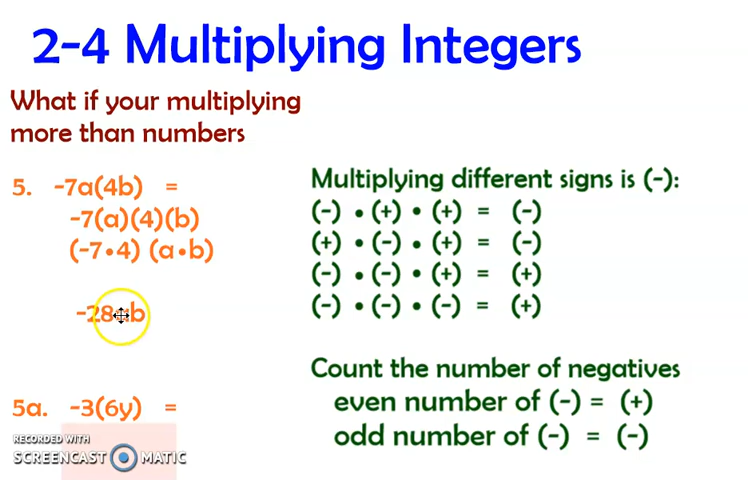 2-4 Multiplying Integers
What if your multiplying
more than numbers
5. -7a(4b) =
-7(a)(4)(b)
(-7•4) (a•b)
-28ab
5a. -3(6y) =
Multiplying different signs is (-):
(-) • (+) • (+) = (-)
(+) • (-) • (+) = (-)
(-) • (-) • (+) = (+)
(-) • (-) • (-) = (+)
Count the number of negatives
even number of (-) = (+)
odd number of (-) = (-)
RECORDED WITH
SCREENCAST MATIC